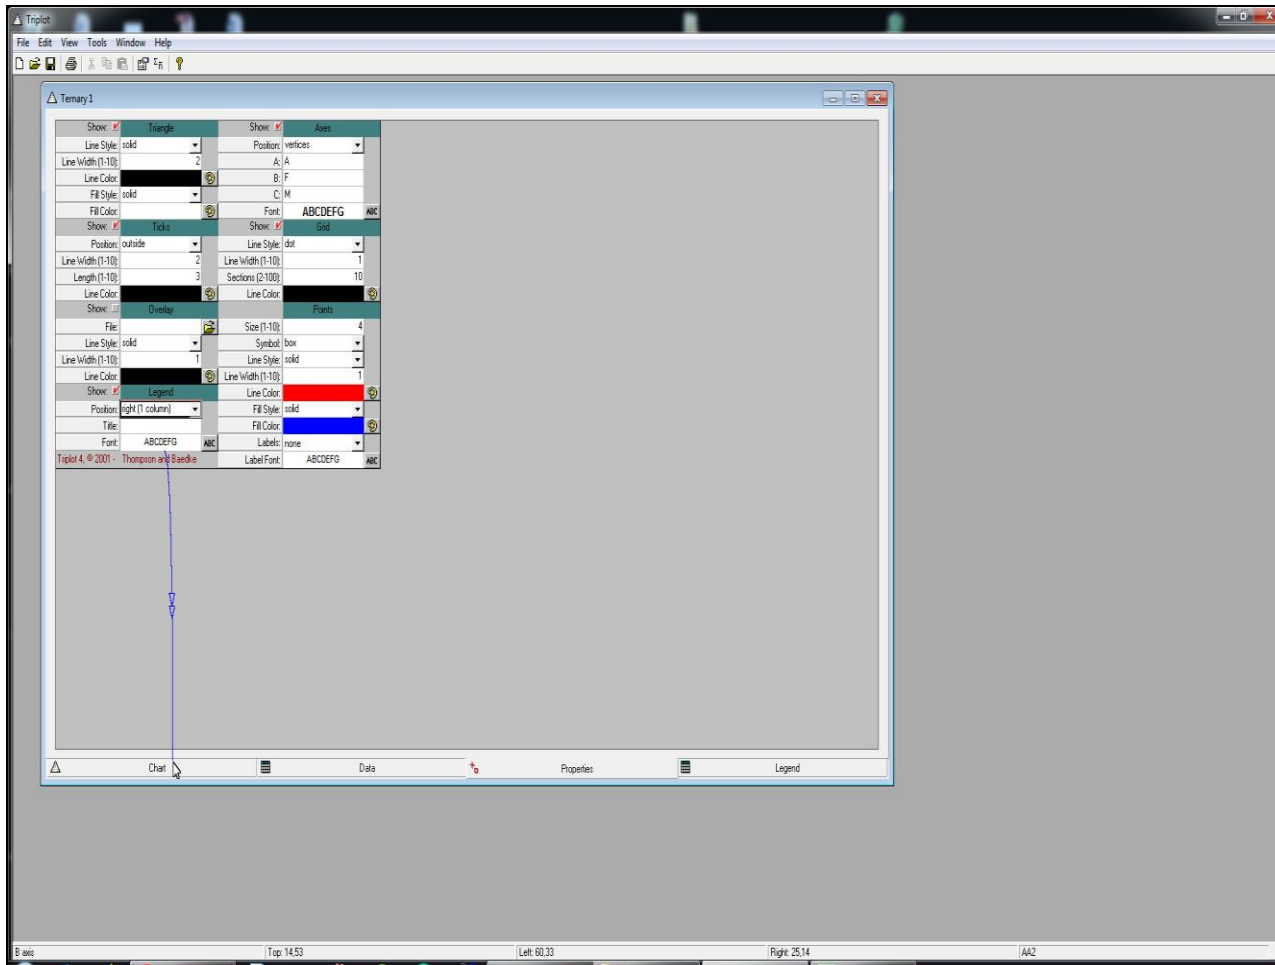 Triplot
File Edit View Tools Window Help
Ternary1
Show: Triangle Show: Axes
Line Style: solid Position: vertices
Line Width (1-10): 2 A: A
Line Color: B: F
Fill Style: solid C: M
Fill Color: Font: ABCDEFG ABC
Show: Ticks Show: Grid
Position: outside Line Style: dot
Line Width (1-10): 2 Line Width (1-10): 1
Length (1-10): 3 Sections (2-100): 10
Line Color: Line Color:
Show: Overlay Points
File: Size (1-10): 4
Line Style: solid Symbol: box
Line Width (1-10): 1 Line Style: solid
Line Color: Line Width (1-10): 1
Show: Legend Line Color:
Position: right (1 column) Fill Style: solid
Title: Fill Color:
Font: ABCDEFG ABC Labels: none
Triplot 4, © 2001 - Thompson and Baedke Label Font: ABCDEFG ABC
Chart Data Properties Legend
B axis Top: 14,53 Left: 60,33 Right: 25,14 AA2